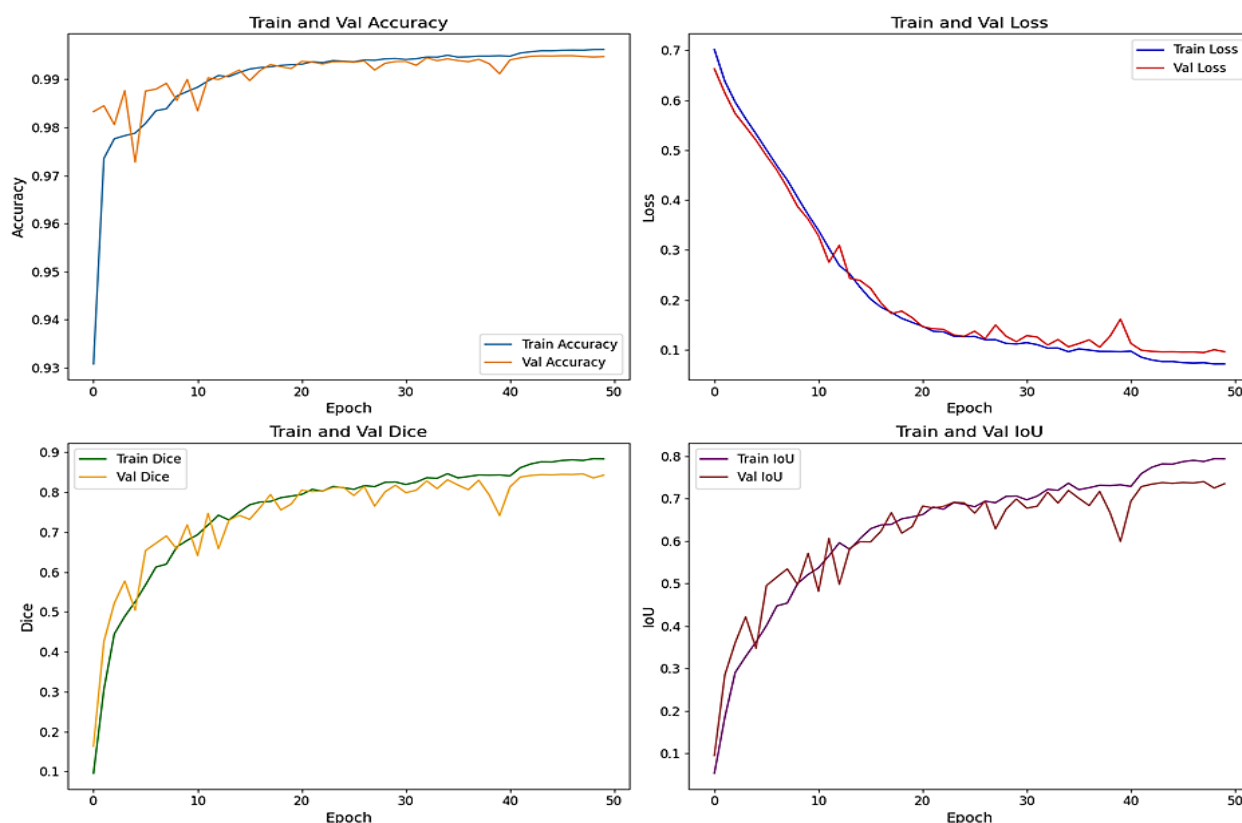 Train and Val Accuracy
0.99
0.98
0.97
0.96
0.95
0.94
0.93
Accuracy
Train Accuracy
Val Accuracy
0 10 20 30 40 50
Epoch
Train and Val Loss
0.7
0.6
0.5
0.4
0.3
0.2
0.1
Loss
Train Loss
Val Loss
0 10 20 30 40 50
Epoch
Train and Val Dice
0.9
0.8
0.7
0.6
0.5
0.4
0.3
0.2
0.1
Dice
Train Dice
Val Dice
0 10 20 30 40 50
Epoch
Train and Val IoU
0.8
0.7
0.6
0.5
0.4
0.3
0.2
0.1
IoU
Train IoU
Val IoU
0 10 20 30 40 50
Epoch